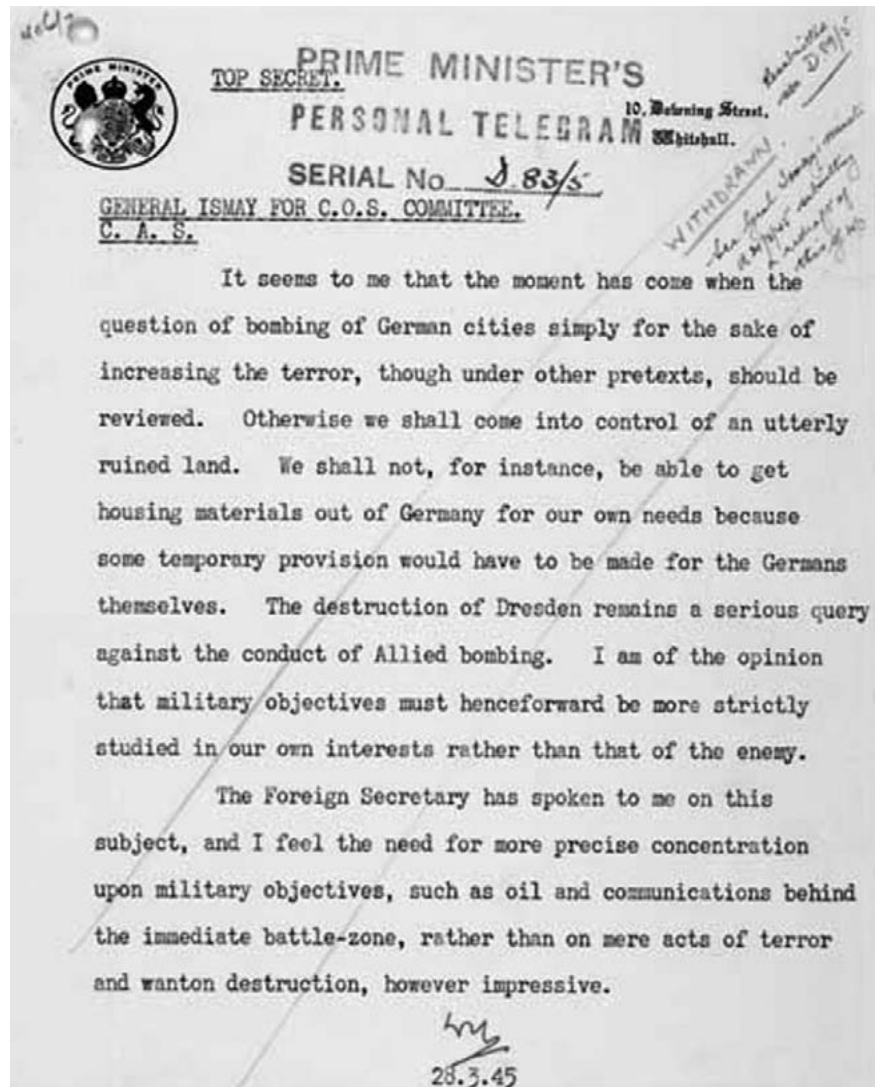 PRIME MINISTER
TOP SECRET.
PRIME MINISTER'S
PERSONAL TELEGRAM
10, Downing Street,
Whitehall.
SERIAL No D.83/5
WITHDRAWN
GENERAL ISMAY FOR C.O.S. COMMITTEE.
C. A. S.
It seems to me that the moment has come when the
question of bombing of German cities simply for the sake of
increasing the terror, though under other pretexts, should be
reviewed. Otherwise we shall come into control of an utterly
ruined land. We shall not, for instance, be able to get
housing materials out of Germany for our own needs because
some temporary provision would have to be made for the Germans
themselves. The destruction of Dresden remains a serious query
against the conduct of Allied bombing. I am of the opinion
that military objectives must henceforward be more strictly
studied in our own interests rather than that of the enemy.
The Foreign Secretary has spoken to me on this
subject, and I feel the need for more precise concentration
upon military objectives, such as oil and communications behind
the immediate battle-zone, rather than on mere acts of terror
and wanton destruction, however impressive.
28.3.45